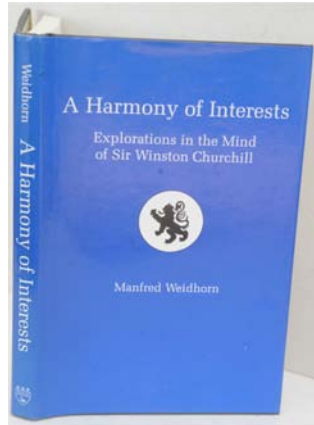 Weidhorn A Harmony of Interests
A Harmony of Interests
Explorations in the Mind
of Sir Winston Churchill
Manfred Weidhorn